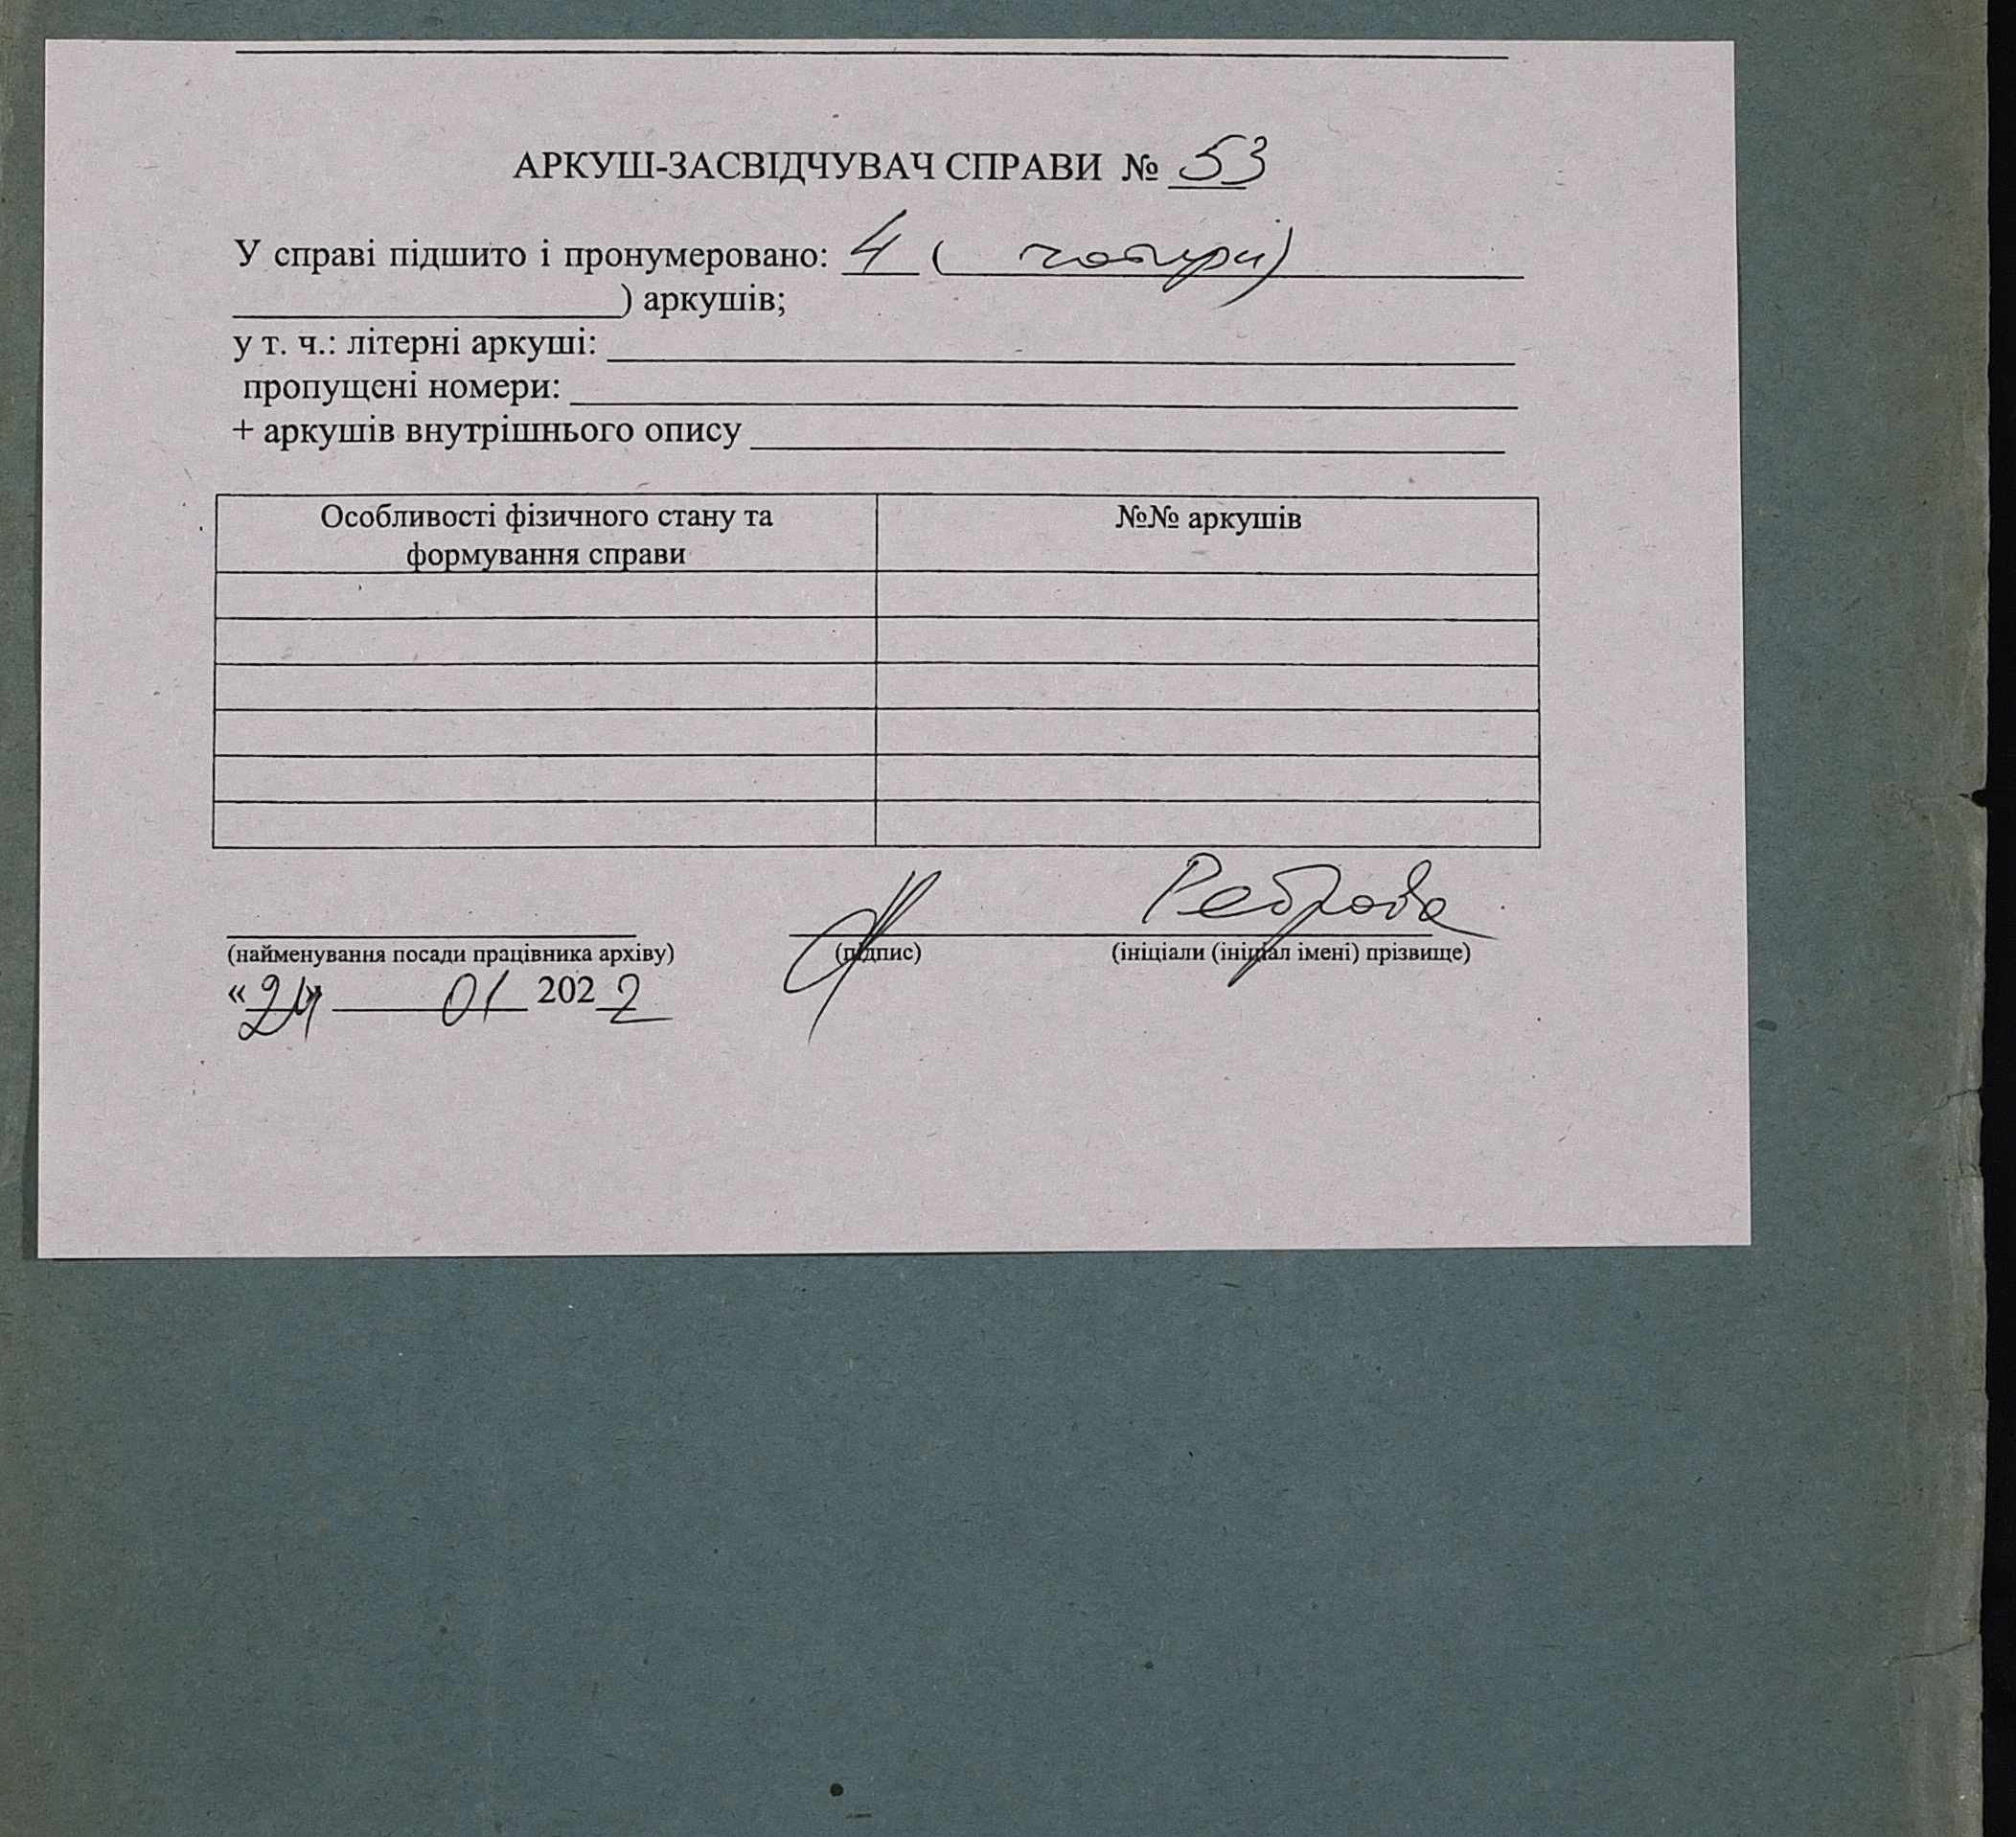 АРКУШ-ЗАСВІДЧУВАЧ СПРАВИ № 53
У справі підшито і пронумеровано: 4 ( чотири)
) аркушів;
у т. ч.: літерні аркуші:
пропущені номери:
+ аркушів внутрішнього опису
Особливості фізичного стану та формування справи
№№ аркушів
Реброва
(найменування посади працівника архіву) (підпис) (ініціали (ініціал імені) прізвище)
«24» 01 2022